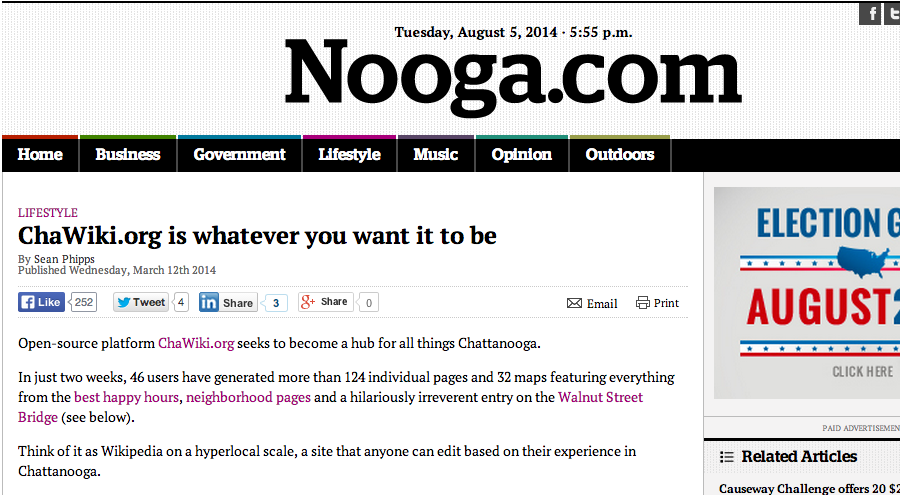 Tuesday, August 5, 2014 · 5:55 p.m.
Nooga.com
Home Business Government Lifestyle Music Opinion Outdoors
LIFESTYLE
ChaWiki.org is whatever you want it to be
By Sean Phipps
Published Wednesday, March 12th 2014
Like 252 Tweet 4 Share 3 Share 0 Email Print
Open-source platform ChaWiki.org seeks to become a hub for all things Chattanooga.
In just two weeks, 46 users have generated more than 124 individual pages and 32 maps featuring everything
from the best happy hours, neighborhood pages and a hilariously irreverent entry on the Walnut Street
Bridge (see below).
Think of it as Wikipedia on a hyperlocal scale, a site that anyone can edit based on their experience in
Chattanooga.
ELECTION G
AUGUST
CLICK HERE
PAID ADVERTISEMEN
Related Articles
Causeway Challenge offers 20 $2